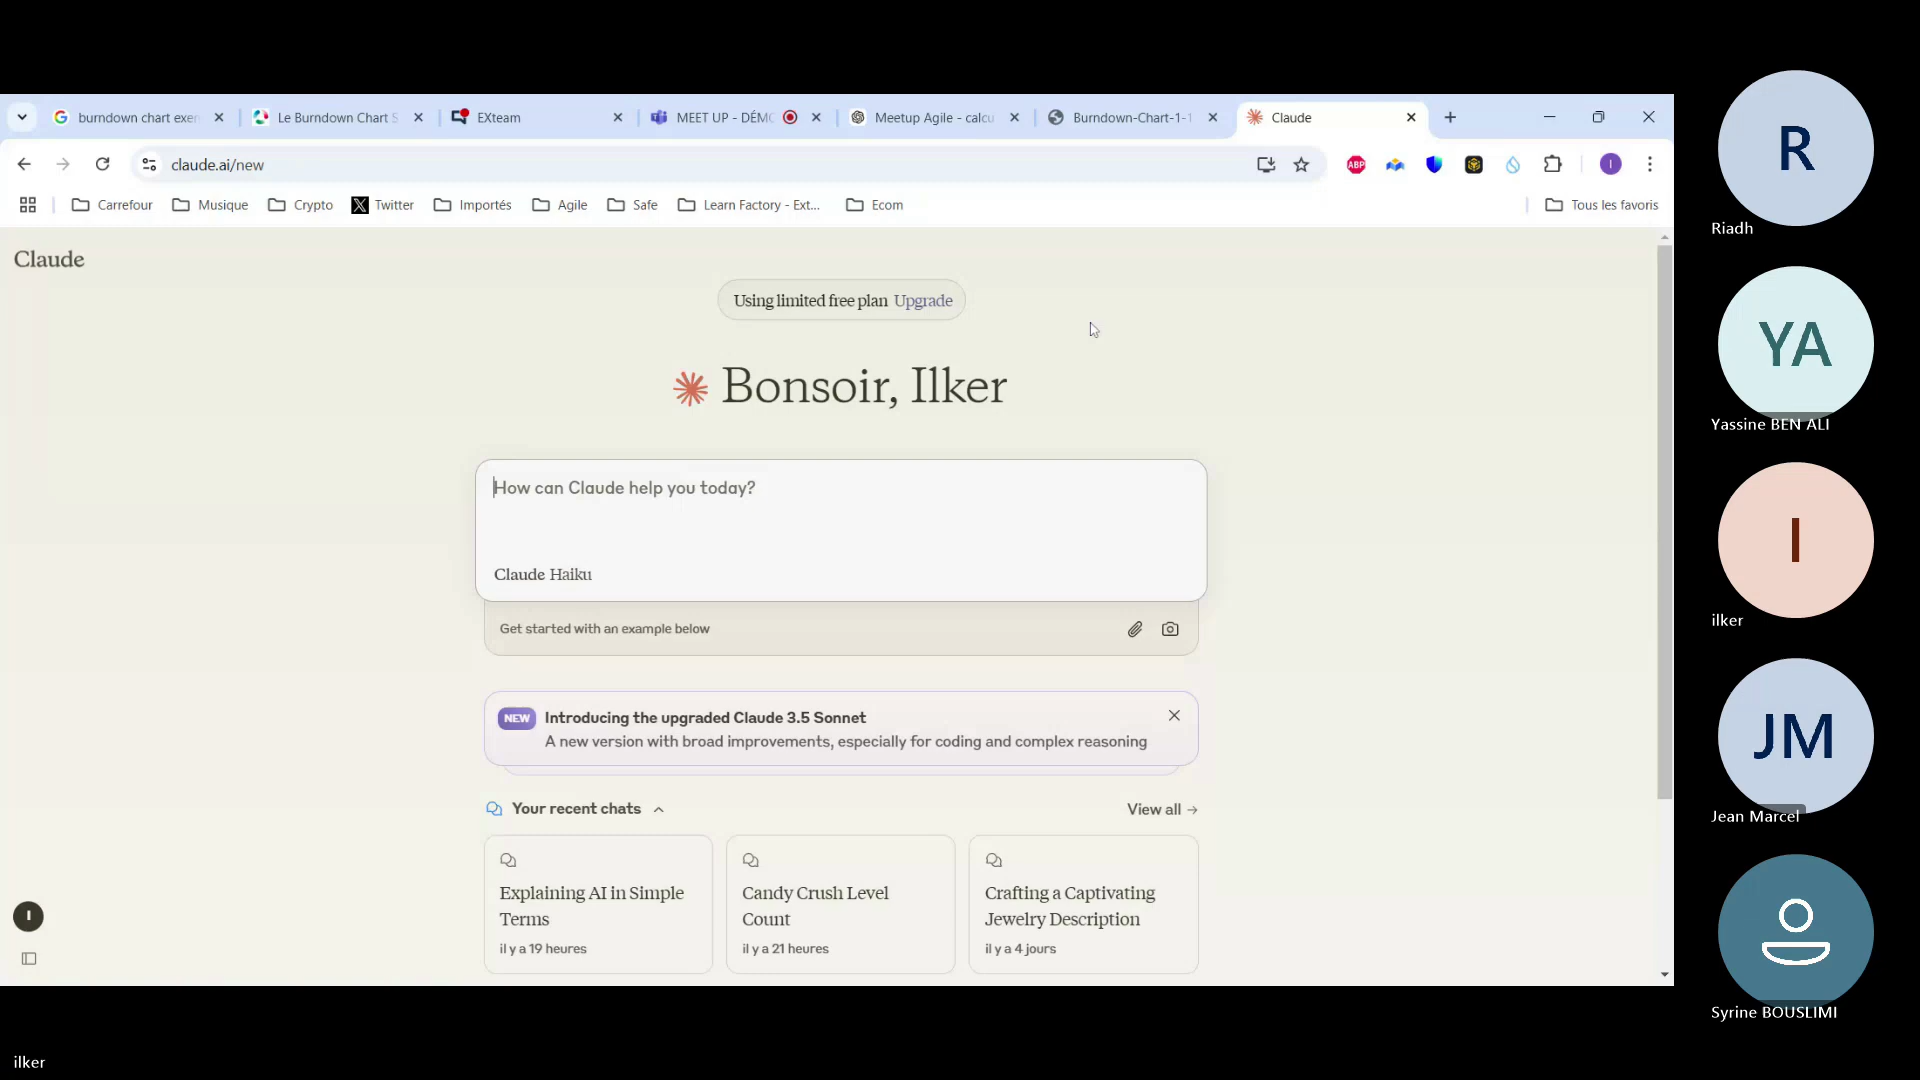 burndown chart exer
Le Burndown Chart S
EXteam
MEET UP - DÉMO
Meetup Agile - calcu
Burndown-Chart-1-1
Claude
claude.ai/new
ABP
I
Carrefour
Musique
Crypto
Twitter
Importés
Agile
Safe
Learn Factory - Ext...
Ecom
Tous les favoris
Claude
Using limited free plan Upgrade
Bonsoir, Ilker
How can Claude help you today?
Claude Haiku
Get started with an example below
NEW Introducing the upgraded Claude 3.5 Sonnet
A new version with broad improvements, especially for coding and complex reasoning
Your recent chats
View all →
Explaining AI in Simple
Terms
il y a 19 heures
Candy Crush Level
Count
il y a 21 heures
Crafting a Captivating
Jewelry Description
il y a 4 jours
I
R
Riadh
YA
Yassine BEN ALI
I
ilker
JM
Jean Marcel
Syrine BOUSLIMI
ilker